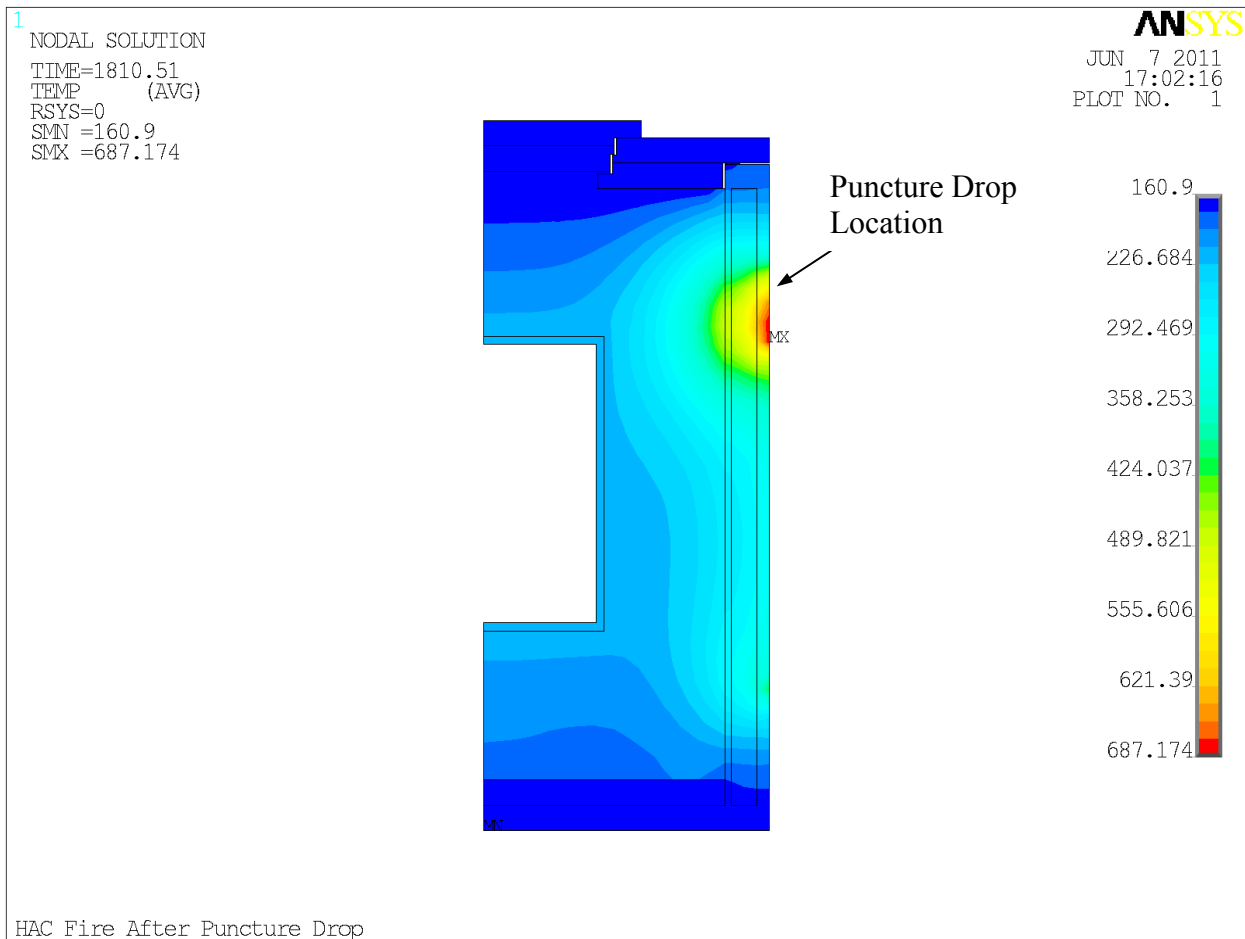 1
NODAL SOLUTION
TIME=1810.51
TEMP (AVG)
RSYS=0
SMN =160.9
SMX =687.174
ANSYS
JUN 7 2011
17:02:16
PLOT NO. 1
Puncture Drop
Location
MX
MN
160.9
226.684
292.469
358.253
424.037
489.821
555.606
621.39
687.174
HAC Fire After Puncture Drop